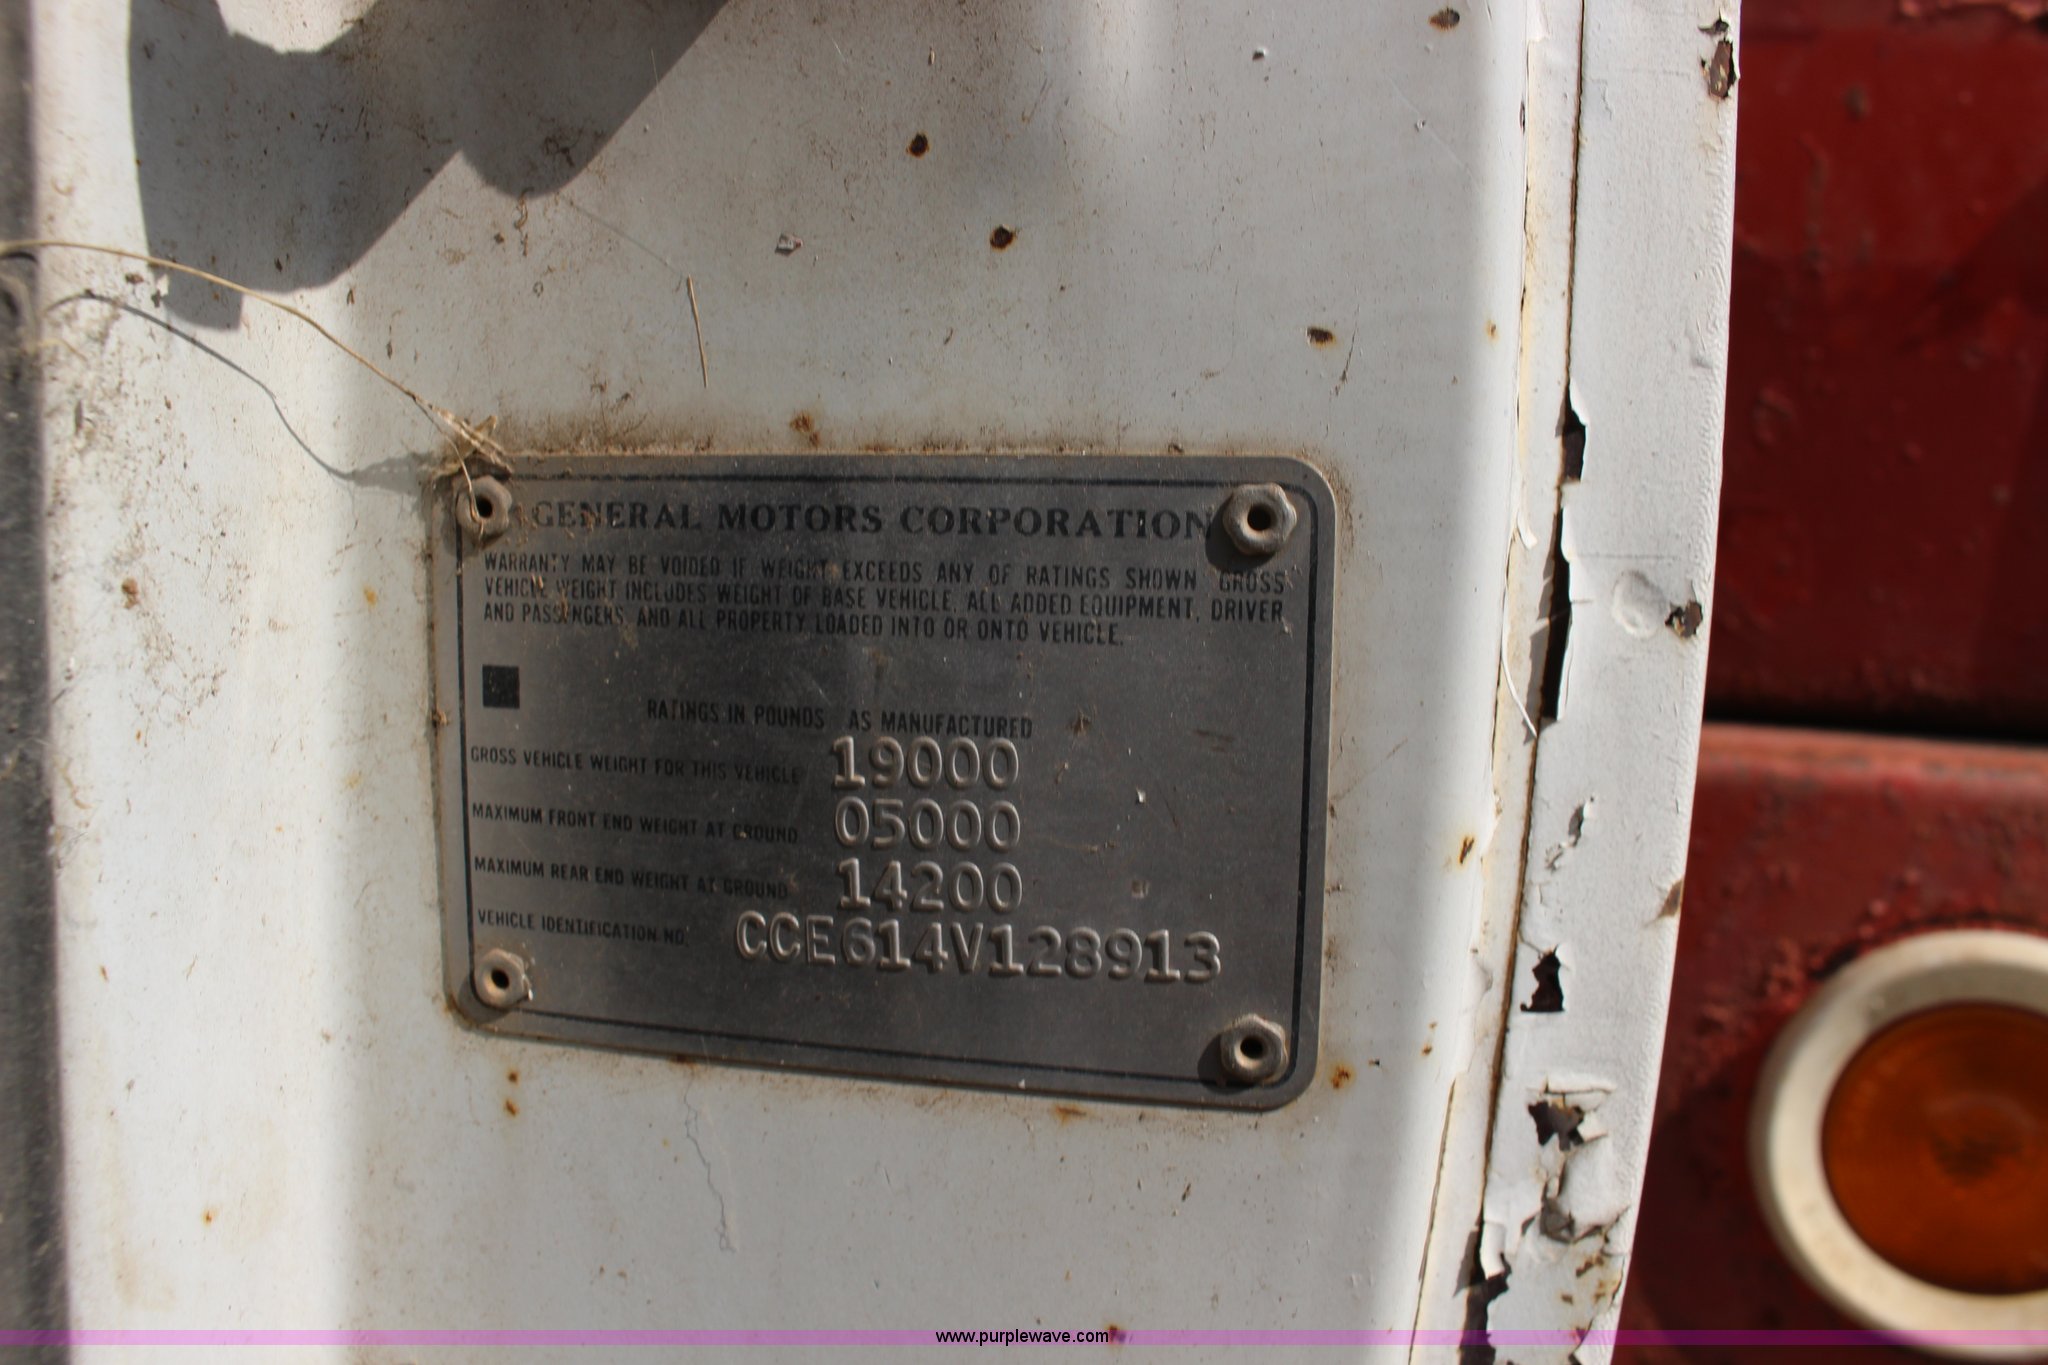 GENERAL MOTORS CORPORATION
WARRANTY MAY BE VOIDED IF WEIGHT EXCEEDS ANY OF RATINGS SHOWN GROSS
VEHICLE WEIGHT INCLUDES WEIGHT OF BASE VEHICLE, ALL ADDED EQUIPMENT, DRIVER
AND PASSENGERS, AND ALL PROPERTY LOADED INTO OR ONTO VEHICLE.
RATINGS IN POUNDS AS MANUFACTURED
GROSS VEHICLE WEIGHT FOR THIS VEHICLE 19000
MAXIMUM FRONT END WEIGHT AT GROUND 05000
MAXIMUM REAR END WEIGHT AT GROUND 14200
VEHICLE IDENTIFICATION NO. CCE614V128913
www.purplewave.com